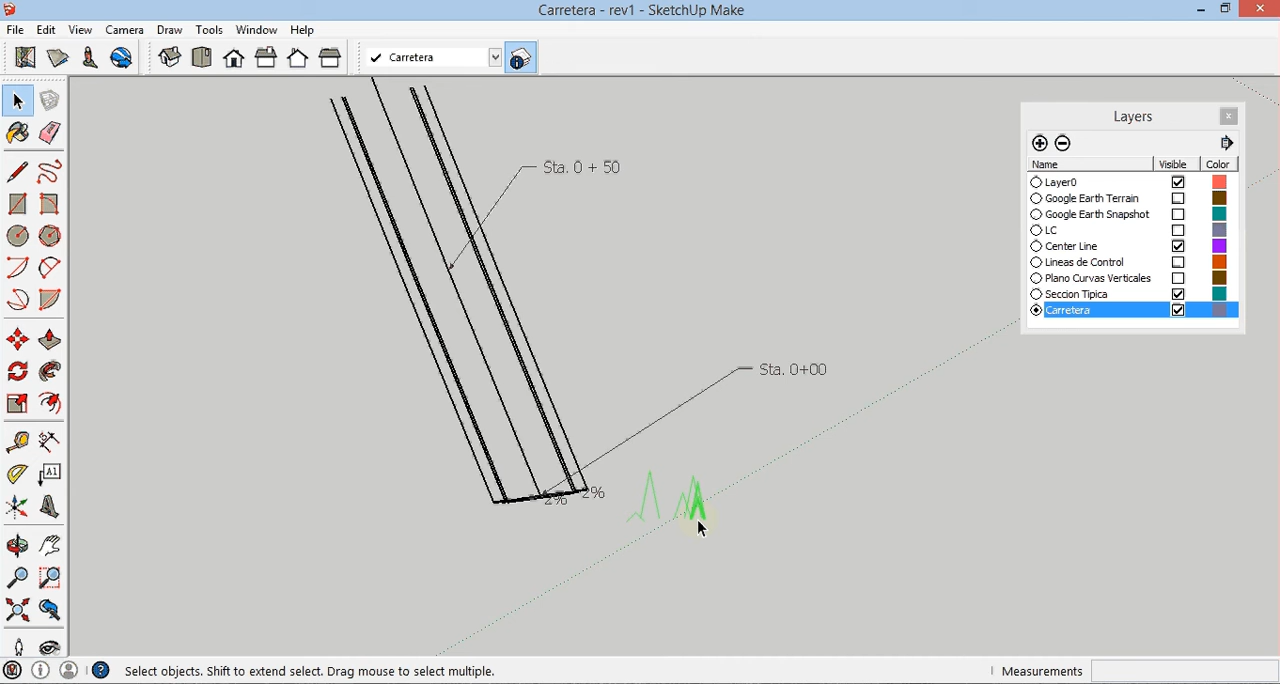 Carretera - rev1 - SketchUp Make
File Edit View Camera Draw Tools Window Help
Carretera
Layers
Name Visible Color
Layer0
Google Earth Terrain
Google Earth Snapshot
LC
Center Line
Lineas de Control
Plano Curvas Verticales
Seccion Tipica
Carretera
Sta. 0 + 50
Sta. 0+00
2% 2%
A1
Select objects. Shift to extend select. Drag mouse to select multiple.
Measurements